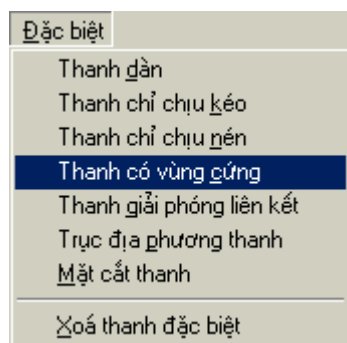 Đặc biệt
Thanh dàn
Thanh chỉ chịu kéo
Thanh chỉ chịu nén
Thanh có vùng cứng
Thanh giải phóng liên kết
Trục địa phương thanh
Mặt cắt thanh
Xoá thanh đặc biệt